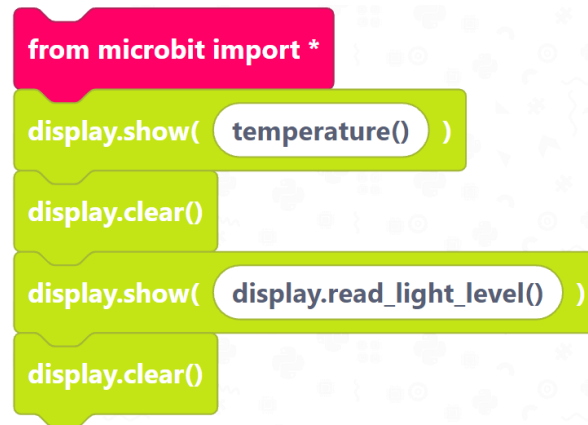 from microbit import *
display.show( temperature() )
display.clear()
display.show( display.read_light_level() )
display.clear()